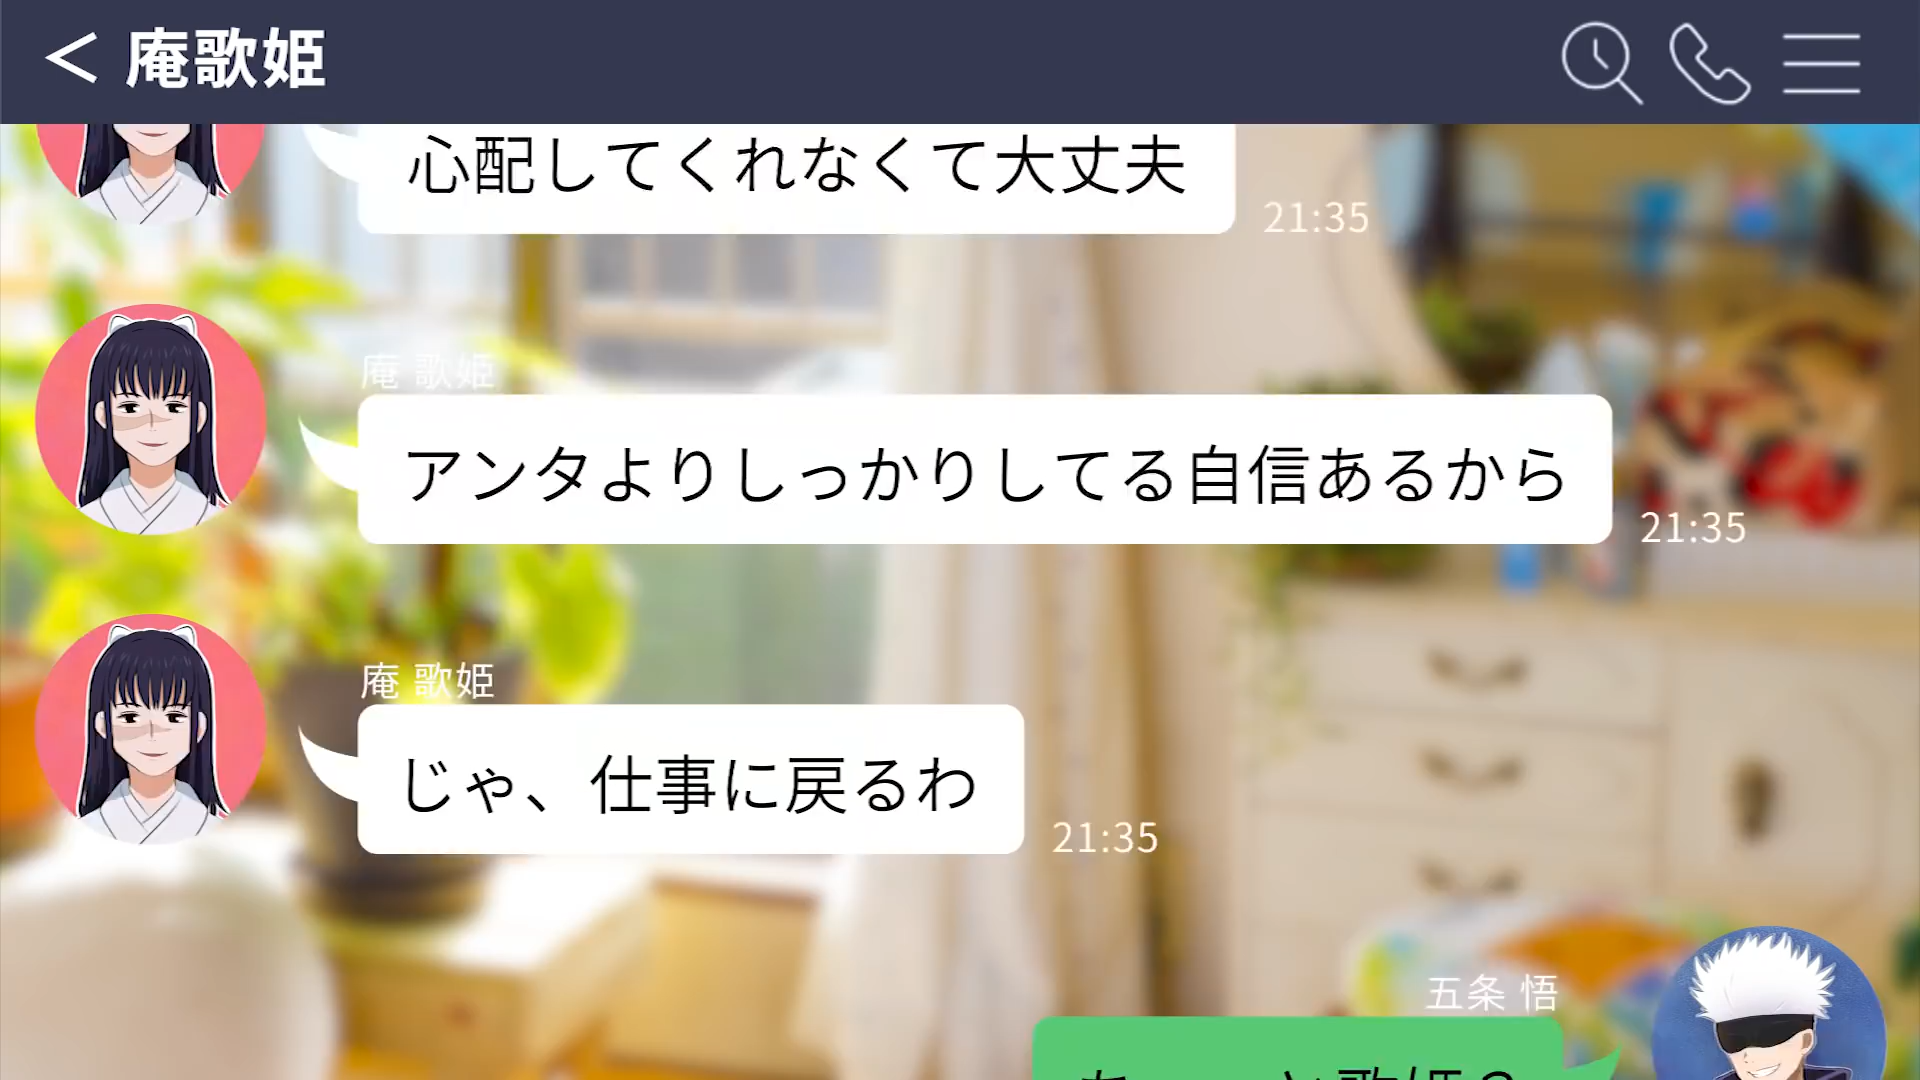 庵歌姫
心配してくれなくて大丈夫
21:35
庵 歌姫
アンタよりしっかりしてる自信あるから
21:35
庵 歌姫
じゃ、仕事に戻るわ
21:35
五条 悟